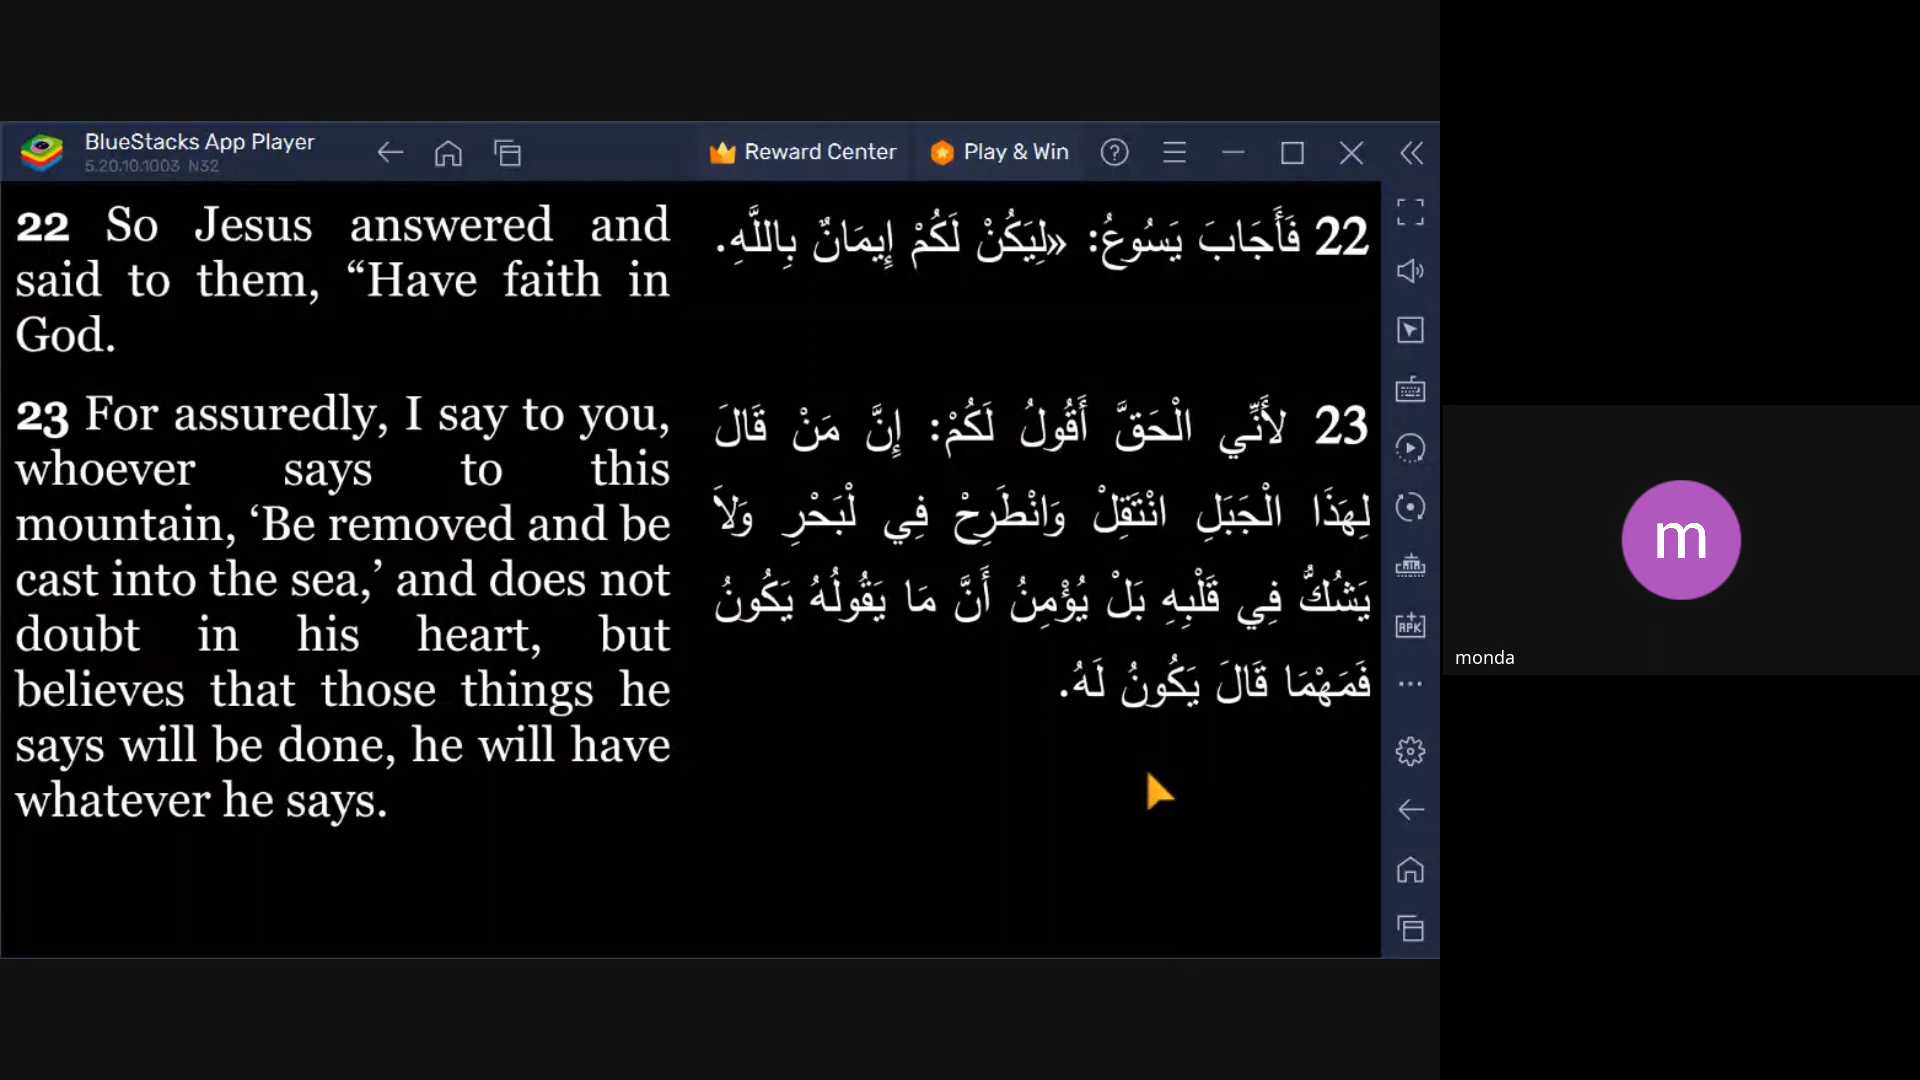 BlueStacks App Player
5.20.10.1003 N32
Reward Center
Play & Win
22 So Jesus answered and
said to them, “Have faith in
God.
23 For assuredly, I say to you,
whoever says to this
mountain, ‘Be removed and be
cast into the sea,’ and does not
doubt in his heart, but
believes that those things he
says will be done, he will have
whatever he says.
22 فَأَجَابَ يَسُوعُ: «لِيَكُنْ لَكُمْ إِيمَانٌ بِاللَّهِ.
23 لأَنِّي الْحَقَّ أَقُولُ لَكُمْ: إِنَّ مَنْ قَالَ
لِهَذَا الْجَبَلِ انْتَقِلْ وَانْطَرِحْ فِي لْبَحْرِ وَلاَ
يَشُكُّ فِي قَلْبِهِ بَلْ يُؤْمِنُ أَنَّ مَا يَقُولُهُ يَكُونُ
فَمَهْمَا قَالَ يَكُونُ لَهُ.
APK
m
monda